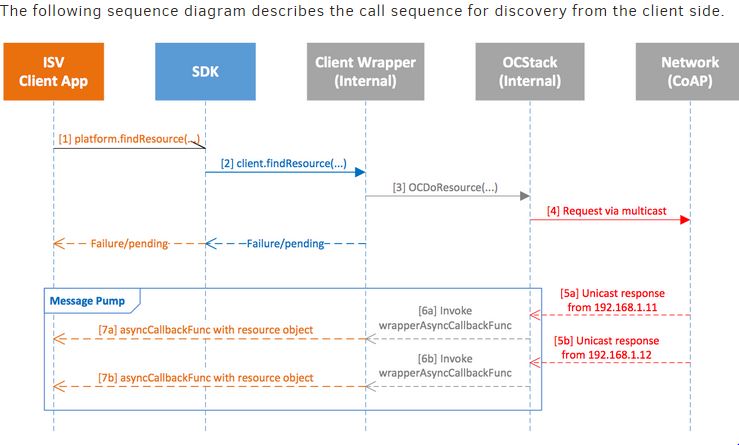 The following sequence diagram describes the call sequence for discovery from the client side.
ISV
Client App
SDK
Client Wrapper
(Internal)
OCStack
(Internal)
Network
(CoAP)
[1] platform.findResource(...)
[2] client.findResource(...)
[3] OCDoResource(...)
[4] Request via multicast
Failure/pending
Failure/pending
Message Pump
[5a] Unicast response
from 192.168.1.11
[6a] Invoke
wrapperAsyncCallbackFunc
[7a] asyncCallbackFunc with resource object
[5b] Unicast response
from 192.168.1.12
[6b] Invoke
wrapperAsyncCallbackFunc
[7b] asyncCallbackFunc with resource object